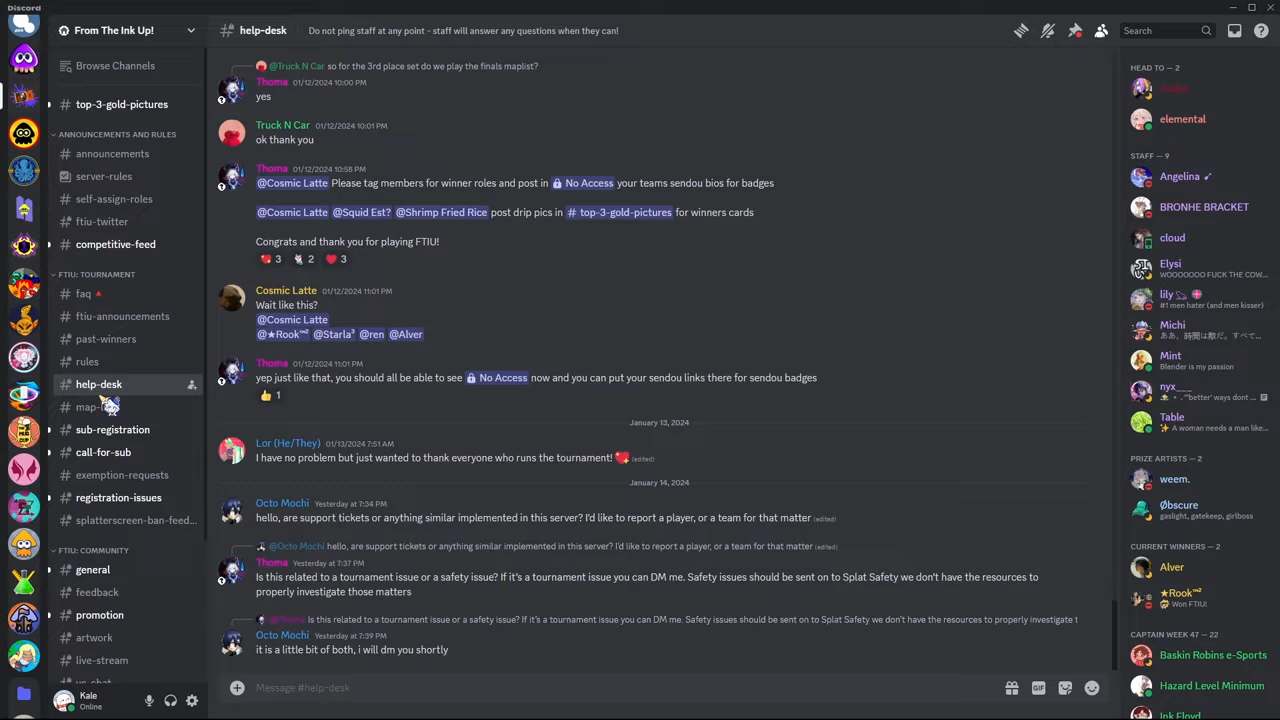 Discord
From The Ink Up!
Browse Channels
top-3-gold-pictures
ANNOUNCEMENTS AND RULES
announcements
server-rules
self-assign-roles
ftiu-twitter
competitive-feed
FTIU: TOURNAMENT
faq
ftiu-announcements
past-winners
rules
help-desk
map-
sub-registration
call-for-sub
exemption-requests
registration-issues
splatterscreen-ban-feed...
FTIU: COMMUNITY
general
feedback
promotion
artwork
live-stream
Kale
Online
help-desk
Do not ping staff at any point - staff will answer any questions when they can!
Search
@Truck N Car so for the 3rd place set do we play the finals maplist?
Thoma 01/12/2024 10:00 PM
yes
Truck N Car 01/12/2024 10:01 PM
ok thank you
Thoma 01/12/2024 10:58 PM
@Cosmic Latte Please tag members for winner roles and post in No Access your teams sendou bios for badges
@Cosmic Latte @Squid Est? @Shrimp Fried Rice post drip pics in # top-3-gold-pictures for winners cards
Congrats and thank you for playing FTIU!
3 2 3
Cosmic Latte 01/12/2024 11:01 PM
Wait like this?
@Cosmic Latte
@★Rook™² @Starla³ @ren @Alver
Thoma 01/12/2024 11:01 PM
yep just like that, you should all be able to see No Access now and you can put your sendou links there for sendou badges
1
January 13, 2024
Lor (He/They) 01/13/2024 7:51 AM
I have no problem but just wanted to thank everyone who runs the tournament! (edited)
January 14, 2024
Octo Mochi Yesterday at 7:34 PM
hello, are support tickets or anything similar implemented in this server? I'd like to report a player, or a team for that matter (edited)
@Octo Mochi hello, are support tickets or anything similar implemented in this server? I'd like to report a player, or a team for that matter (edited)
Thoma Yesterday at 7:37 PM
Is this related to a tournament issue or a safety issue? If it's a tournament issue you can DM me. Safety issues should be sent on to Splat Safety we don't have the resources to
properly investigate those matters
@Thoma Is this related to a tournament issue or a safety issue? If it's a tournament issue you can DM me. Safety issues should be sent on to Splat Safety we don't have the resources to properly investigate t
Octo Mochi Yesterday at 7:39 PM
it is a little bit of both, i will dm you shortly
Message #help-desk
GIF
HEAD TO — 2
elemental
STAFF — 9
Angelina
BRONHE BRACKET
cloud
Elysi
WOOOOOOO FUCK THE COW...
lily
#1 men hater (and men kisser)
Michi
ああ、時間は敵だ。すべて...
Mint
Blender is my passion
nyx___
"better' ways dont ...
Table
A woman needs a man like...
PRIZE ARTISTS — 2
weem.
Øbscure
gaslight, gatekeep, girlboss
CURRENT WINNERS — 2
Alver
★Rook™²
Won FTIU!
CAPTAIN WEEK 47 — 22
Baskin Robins e-Sports
Hazard Level Minimum
Ink Floyd